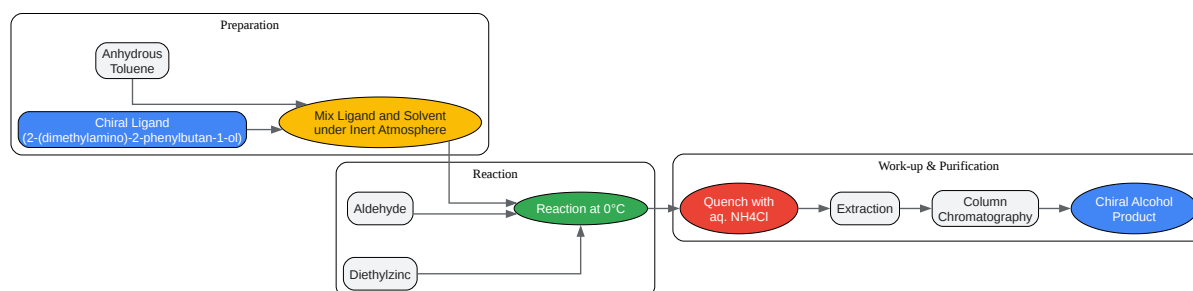 Preparation
Anhydrous
Toluene
Chiral Ligand
(2-(dimethylamino)-2-phenylbutan-1-ol)
Mix Ligand and Solvent
under Inert Atmosphere
Reaction
Aldehyde
Reaction at 0°C
Diethylzinc
Work-up & Purification
Quench with
aq. NH4Cl
Extraction
Column
Chromatography
Chiral Alcohol
Product